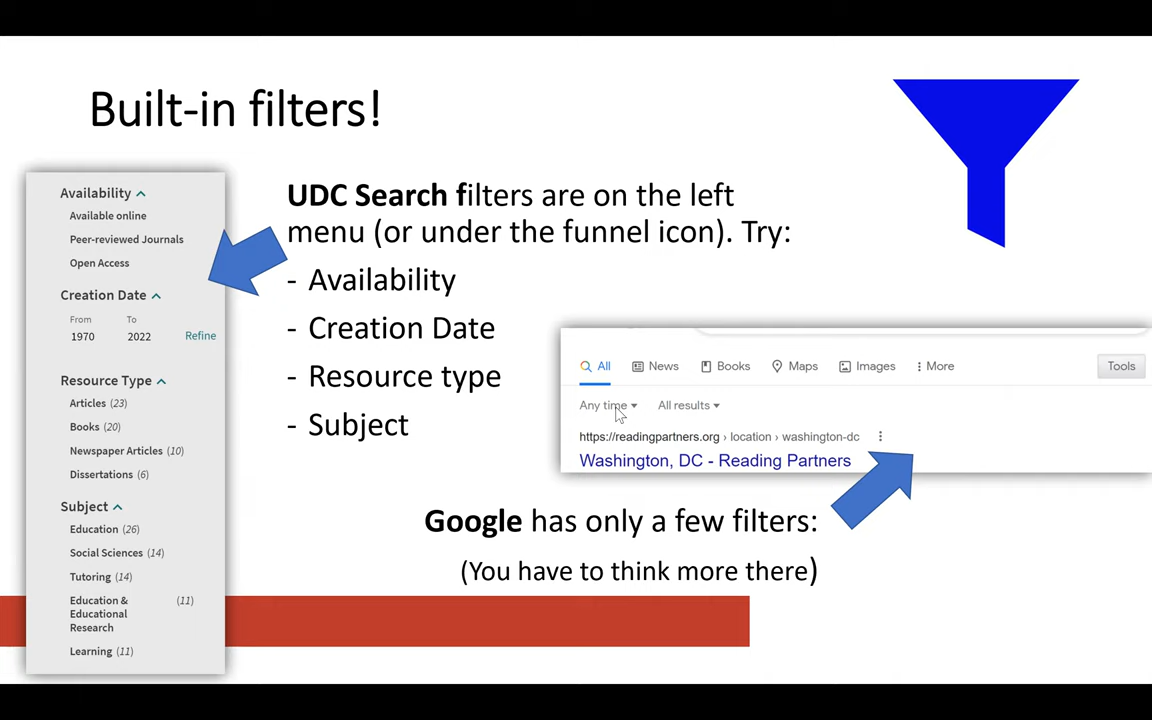 Built-in filters!
Availability
Available online
Peer-reviewed Journals
Open Access
Creation Date
From To
1970 2022 Refine
Resource Type
Articles (23)
Books (20)
Newspaper Articles (10)
Dissertations (6)
Subject
Education (26)
Social Sciences (14)
Tutoring (14)
Education & (11)
Educational
Research
Learning (11)
UDC Search filters are on the left
menu (or under the funnel icon). Try:
- Availability
- Creation Date
- Resource type
- Subject
All News Books Maps Images More Tools
Any time All results
https://readingpartners.org › location › washington-dc
Washington, DC - Reading Partners
Google has only a few filters:
(You have to think more there)